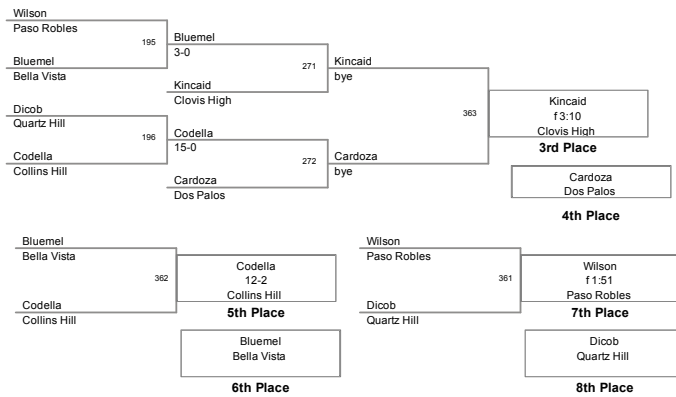 Wilson
Paso Robles
195
Bluemel
3-0
Bluemel
Bella Vista
271
Kincaid
bye
Kincaid
Clovis High
Dicob
Quartz Hill
196
Codella
15-0
Codella
Collins Hill
272
Cardoza
bye
Cardoza
Dos Palos
363
Kincaid
f 3:10
Clovis High
3rd Place
Cardoza
Dos Palos
4th Place
Bluemel
Bella Vista
362
Codella
Collins Hill
Codella
12-2
Collins Hill
5th Place
Bluemel
Bella Vista
6th Place
Wilson
Paso Robles
361
Dicob
Quartz Hill
Wilson
f 1:51
Paso Robles
7th Place
Dicob
Quartz Hill
8th Place